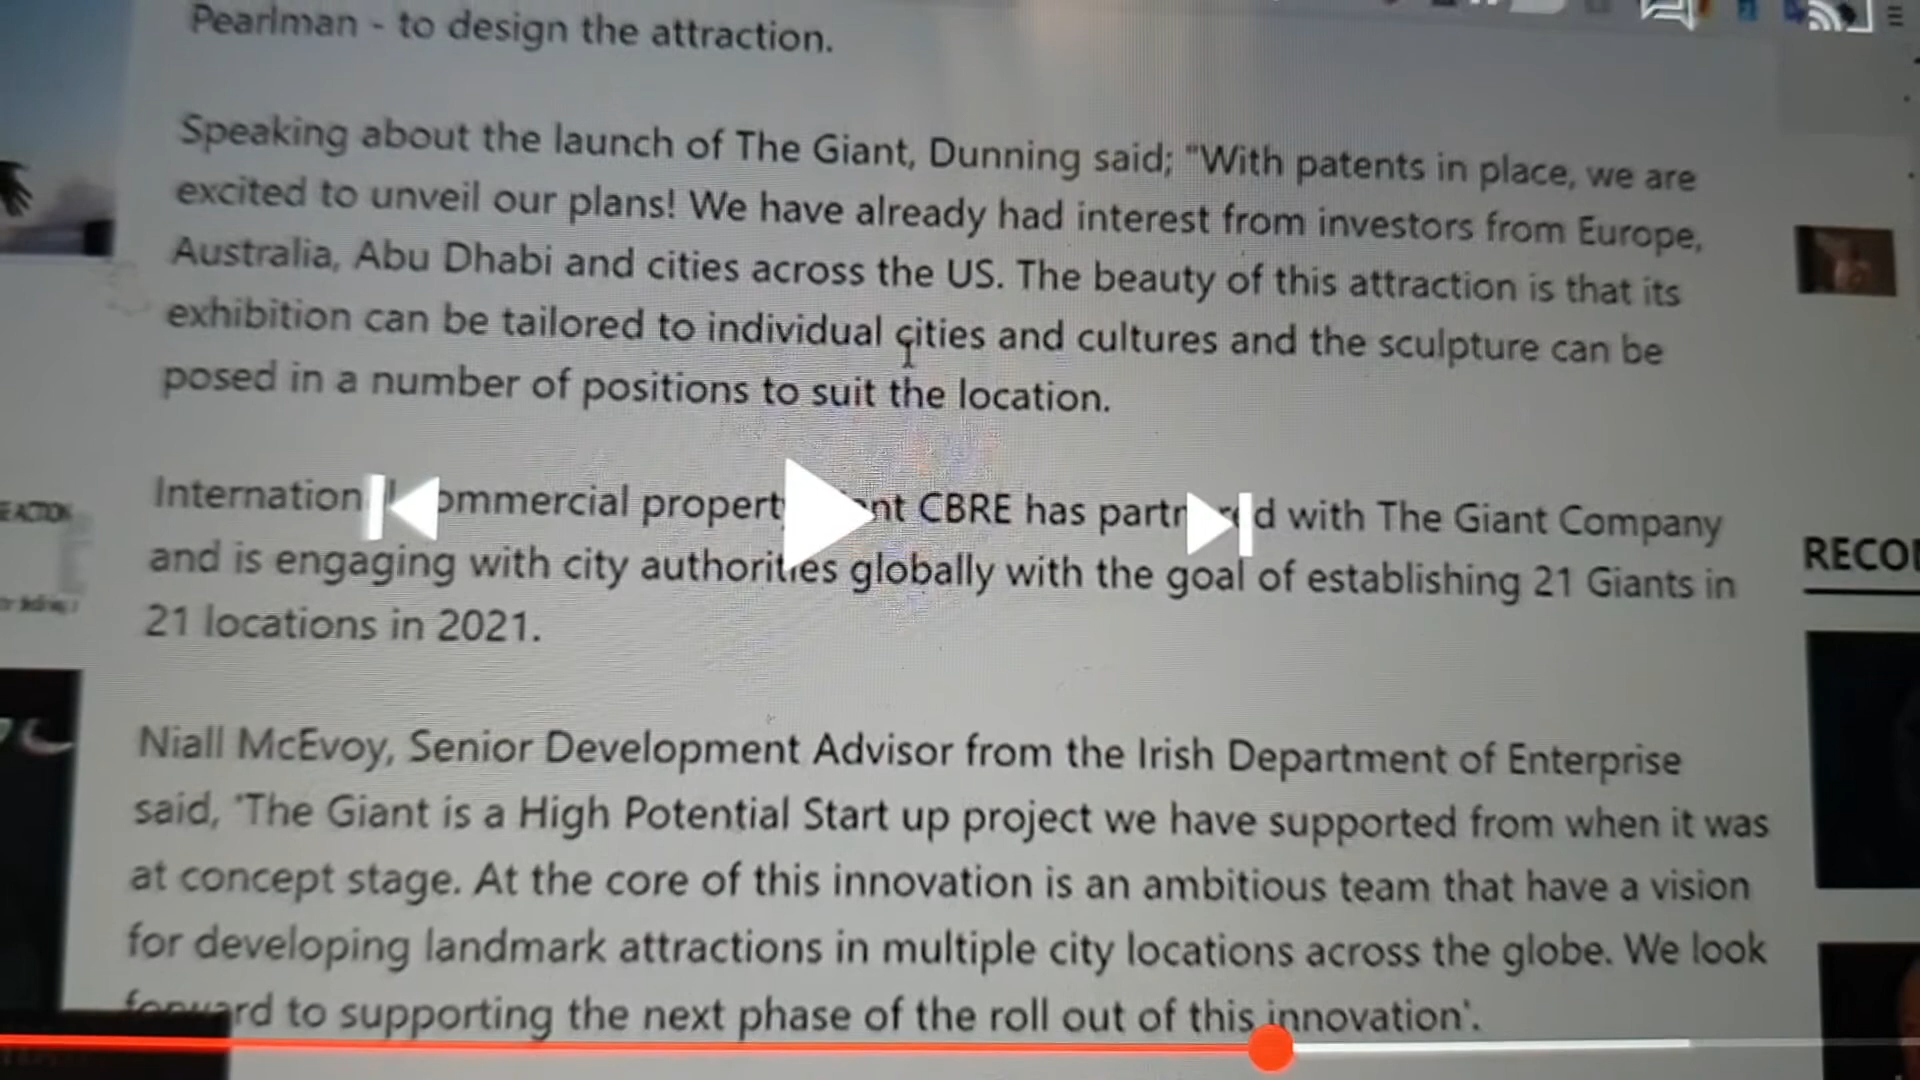 Pearlman - to design the attraction.
Speaking about the launch of The Giant, Dunning said; "With patents in place, we are
excited to unveil our plans! We have already had interest from investors from Europe,
Australia, Abu Dhabi and cities across the US. The beauty of this attraction is that its
exhibition can be tailored to individual cities and cultures and the sculpture can be
posed in a number of positions to suit the location.
CBRE has with The Giant Company
and is engaging with city authorities globally with the goal of establishing 21 Giants in
21 locations in 2021.
Niall McEvoy, Senior Development Advisor from the Irish Department of Enterprise
said, 'The Giant is a High Potential Start up project we have supported from when it was
at concept stage. At the core of this innovation is an ambitious team that have a vision
for developing landmark attractions in multiple city locations across the globe. We look
forward to supporting the next phase of the roll out of this innovation'.
RECO